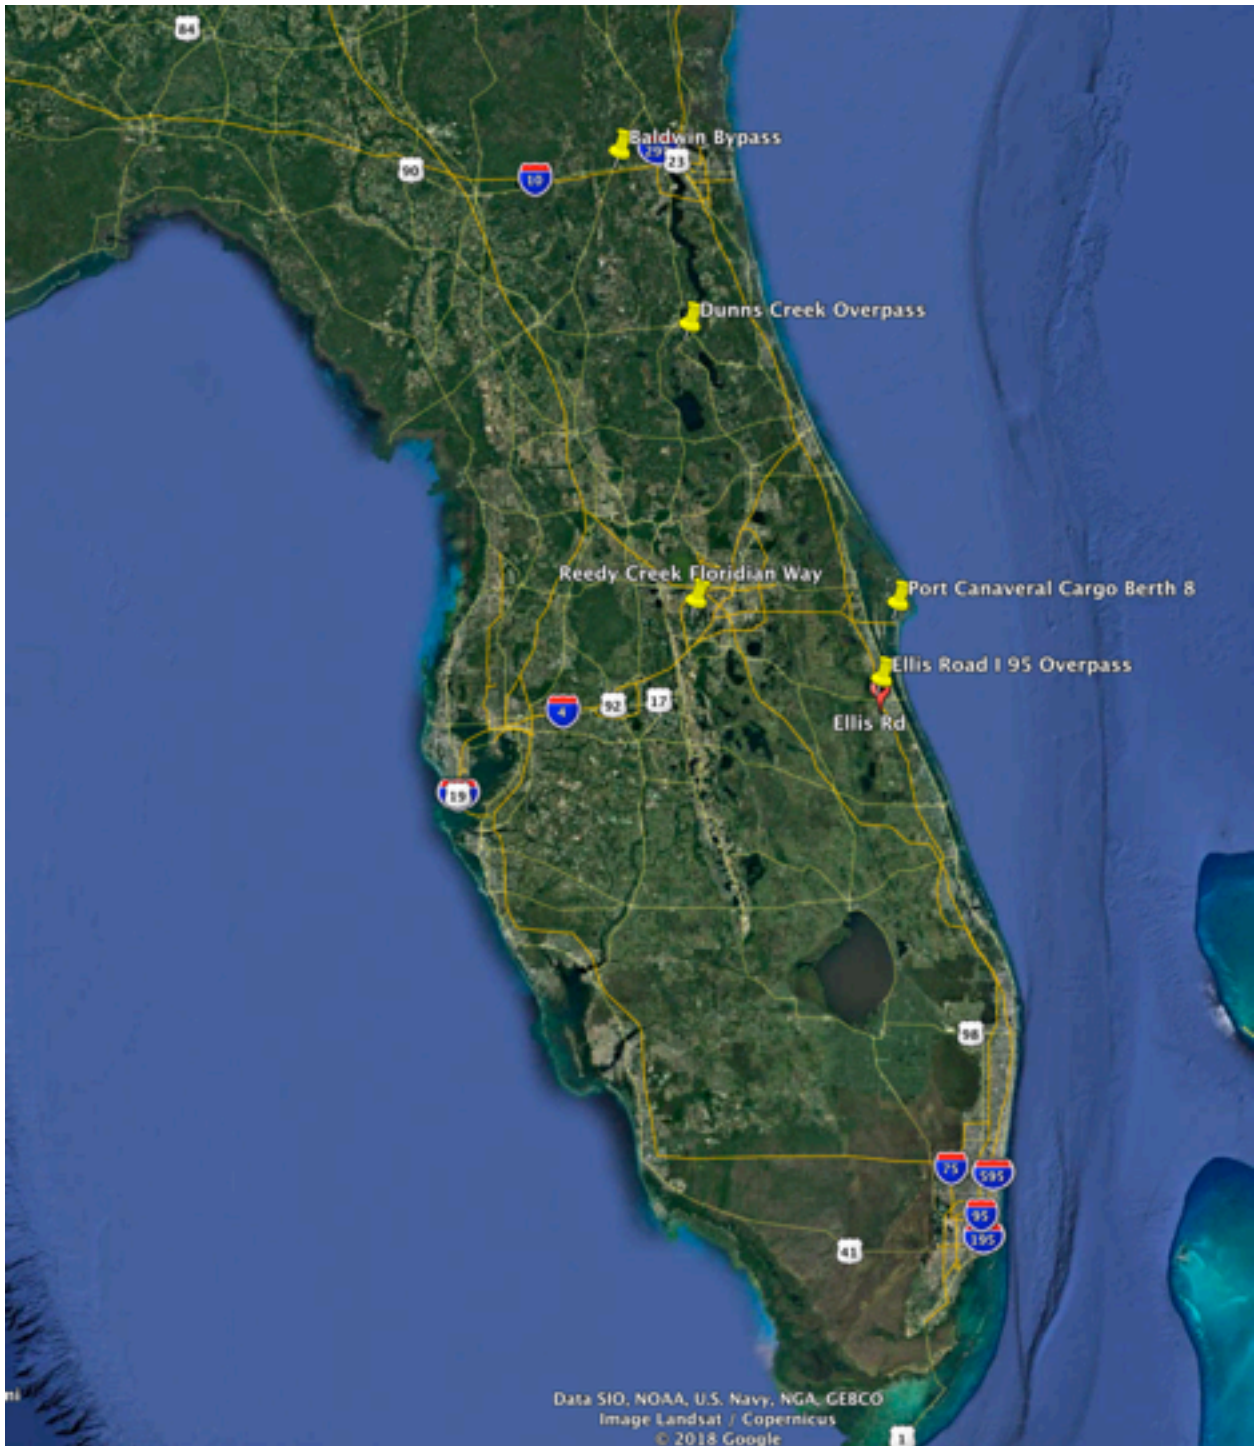 84
Baldwin Bypass
90
10
295
23
Dunns Creek Overpass
Reedy Creek Floridian Way
Port Canaveral Cargo Berth 8
Ellis Road I 95 Overpass
Ellis Rd
4
92
17
19
98
75
595
95
195
41
Data SIO, NOAA, U.S. Navy, NGA, GEBCO
Image Landsat / Copernicus
© 2018 Google
1